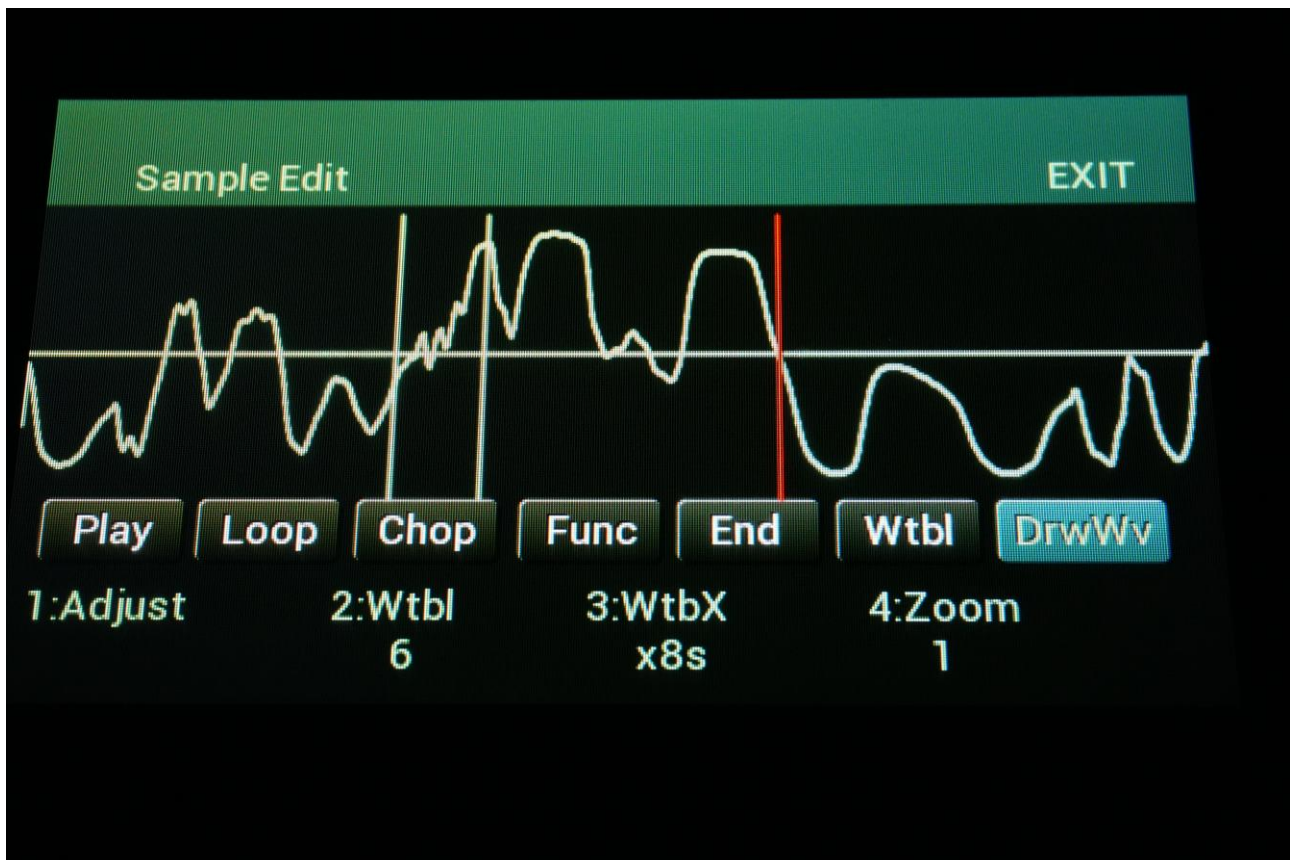 Sample Edit EXIT
Play Loop Chop Func End Wtbl DrwWv
1:Adjust 2:Wtbl 3:WtbX 4:Zoom
6 x8s 1